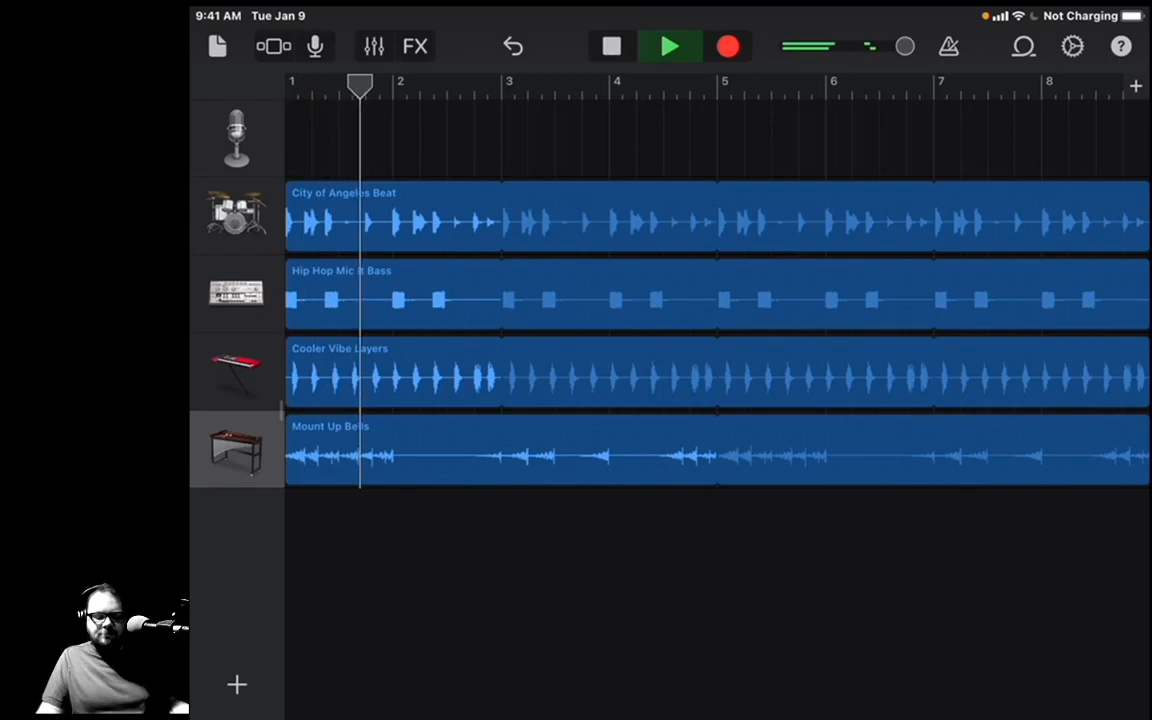 9:41 AM Tue Jan 9 Not Charging
FX
1 2 3 4 5 6 7 8
City of Angeles Beat
Hip Hop Mic It Bass
Cooler Vibe Layers
Mount Up Bells